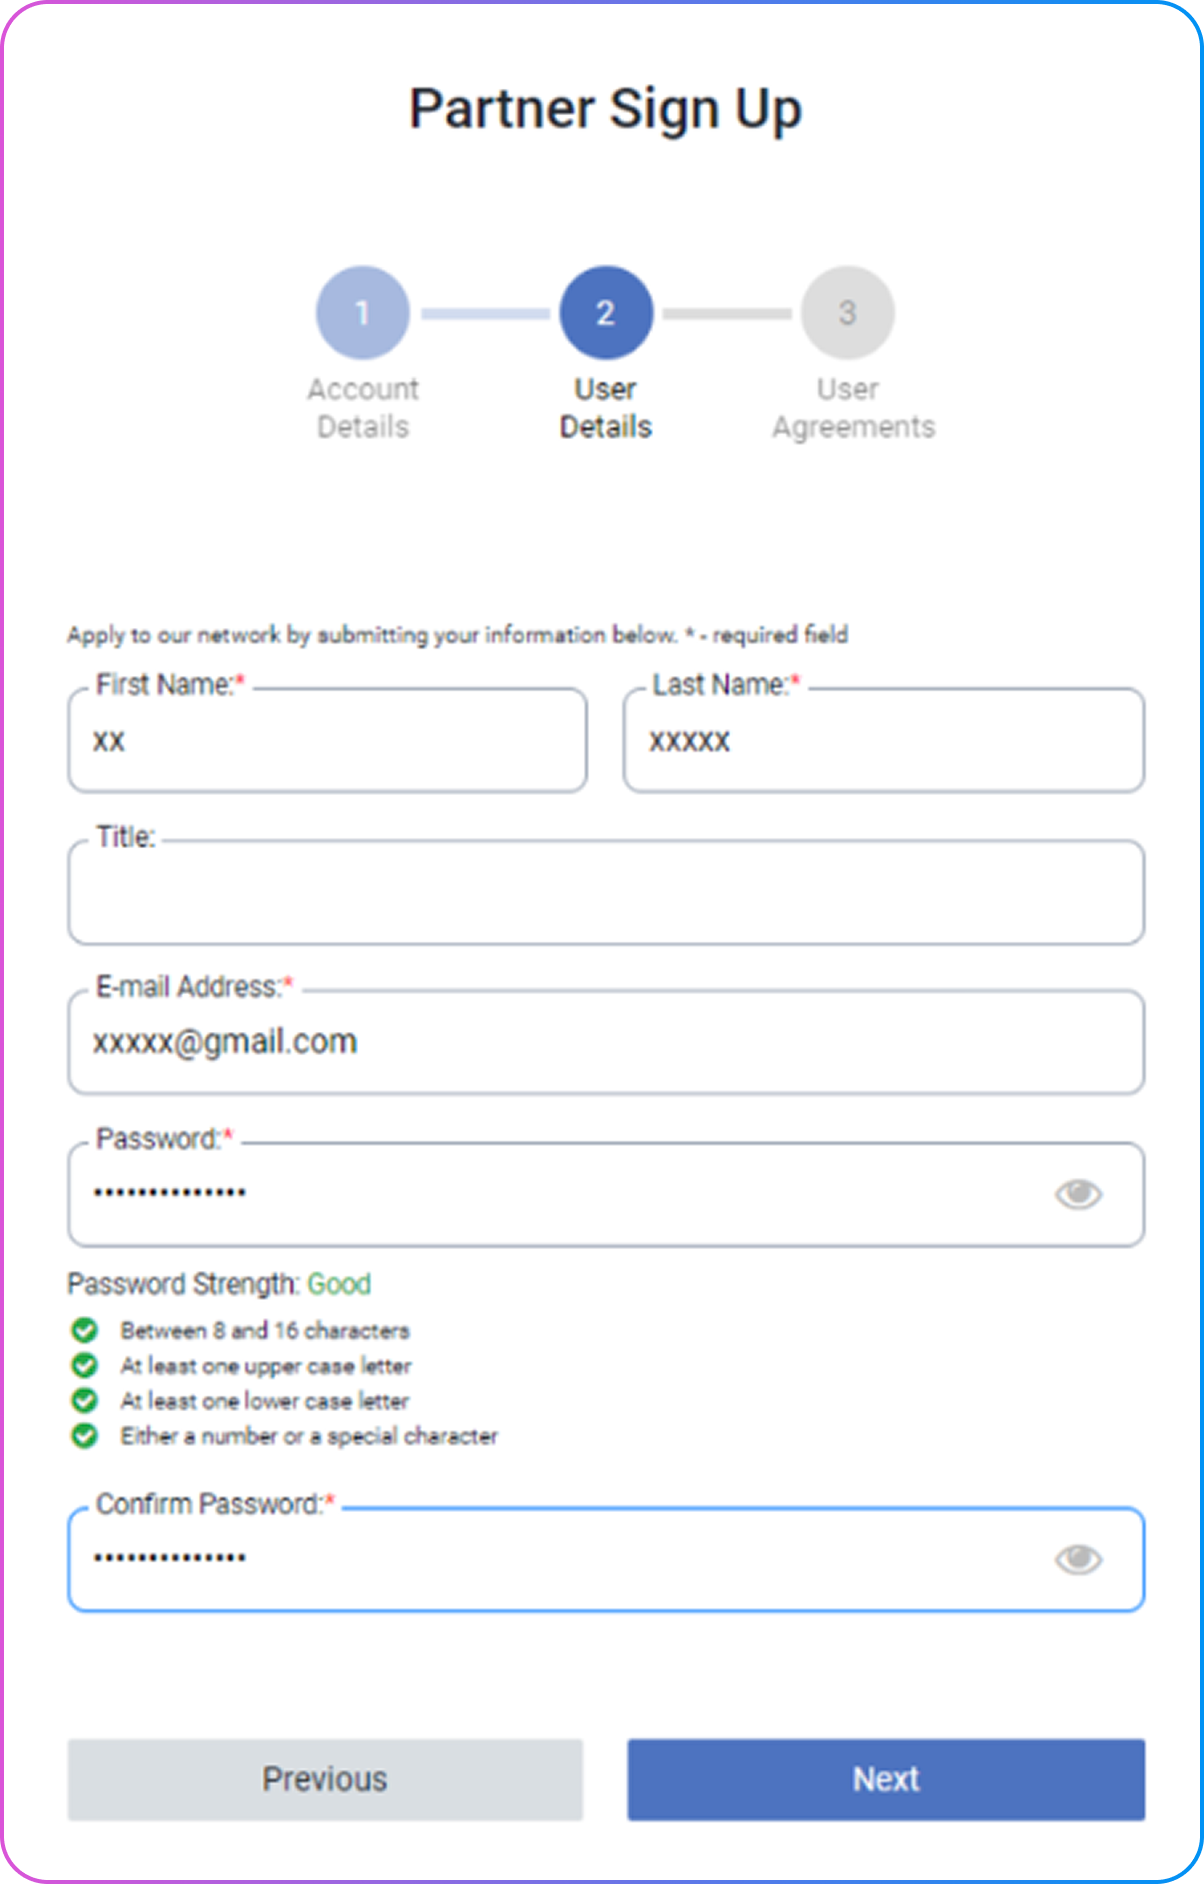 Partner Sign Up
1
2
3
Account
Details
User
Details
User
Agreements
Apply to our network by submitting your information below. * - required field
First Name:*
xx
Last Name:*
xxxxx
Title:
E-mail Address:*
xxxxx@gmail.com
Password:*
••••••••••••••
Password Strength: Good
Between 8 and 16 characters
At least one upper case letter
At least one lower case letter
Either a number or a special character
Confirm Password:*
••••••••••••••
Previous
Next